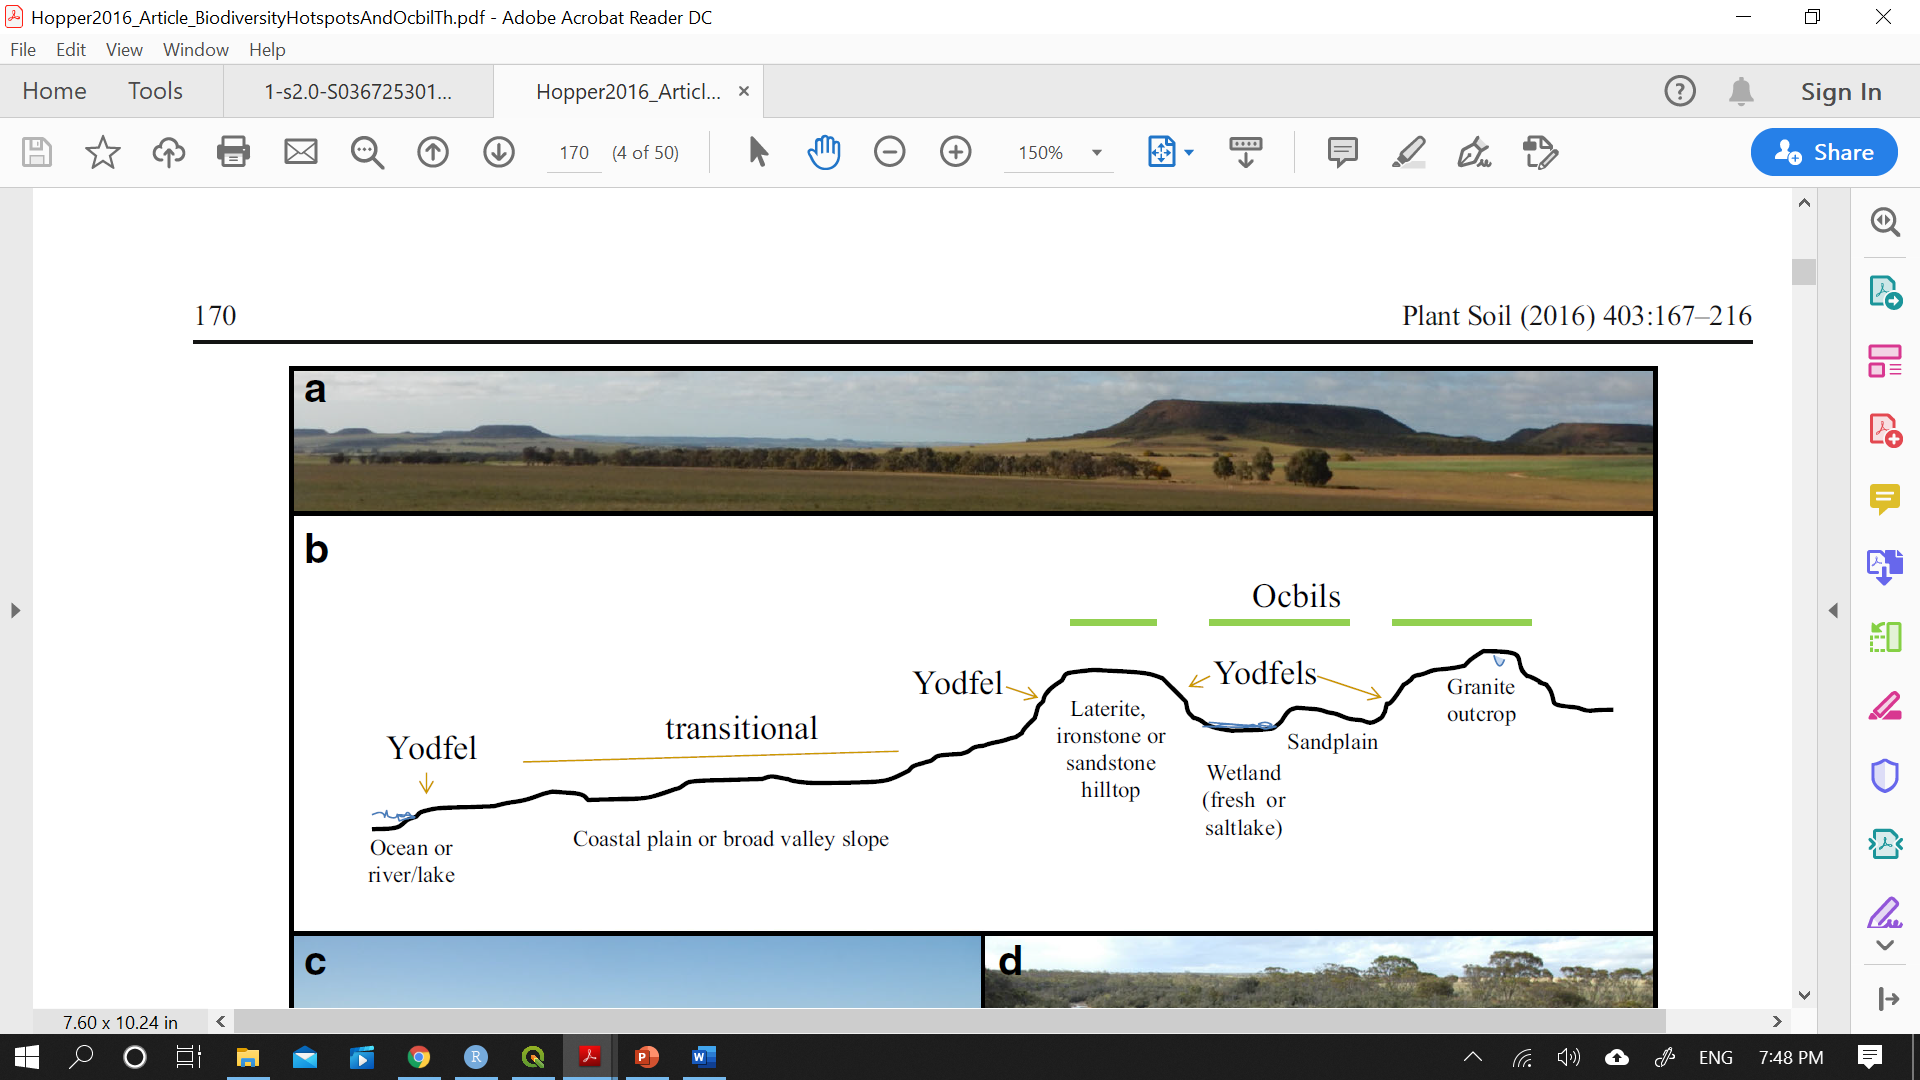 Hopper2016_Article_BiodiversityHotspotsAndOcbilTh.pdf - Adobe Acrobat Reader DC
File Edit View Window Help
Home Tools 1-s2.0-S036725301... Hopper2016_Articl... × Sign In
170 (4 of 50) 150% Share
170 Plant Soil (2016) 403:167–216
a
b
Ocbils
Yodfel
Yodfels
Granite
outcrop
Laterite,
ironstone or
sandstone
hilltop
transitional
Sandplain
Yodfel
Wetland
(fresh or
saltlake)
Coastal plain or broad valley slope
Ocean or
river/lake
c
d
7.60 x 10.24 in
ENG 7:48 PM